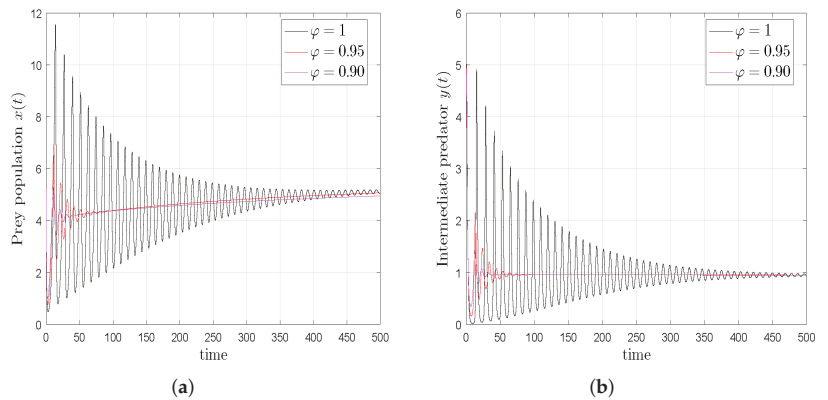 12
10
8
6
4
2
0
Prey population x(t)
0 50 100 150 200 250 300 350 400 450 500
time
φ = 1
φ = 0.95
φ = 0.90
(a)
6
5
4
3
2
1
0
Intermediate predator y(t)
0 50 100 150 200 250 300 350 400 450 500
time
φ = 1
φ = 0.95
φ = 0.90
(b)